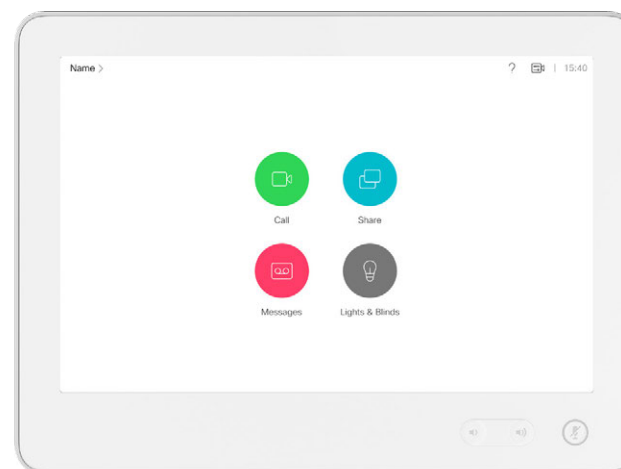 Name >
? | 15:40
Call
Share
Messages
Lights & Blinds